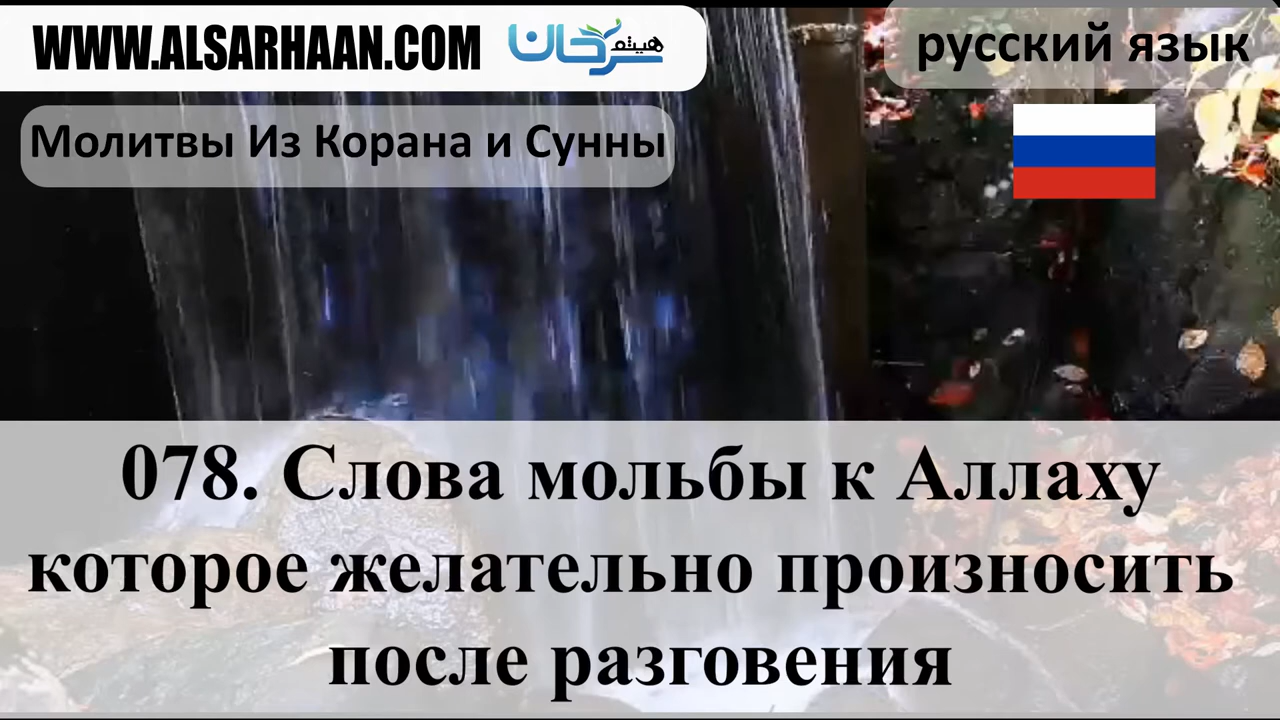 WWW.ALSARHAAN.COM هيثم سرحان
русский язык
Молитвы Из Корана и Сунны
078. Слова мольбы к Аллаху
которое желательно произносить
после разговения